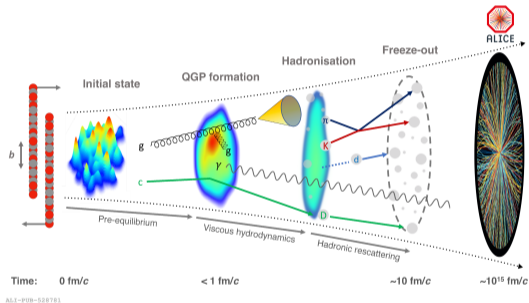 ALICE
Freeze-out
Hadronisation
QGP formation
Initial state
b
g
g
γ
c
π
K
d
D
Pre-equilibrium
Viscous hydrodynamics
Hadronic rescattering
Time: 0 fm/c < 1 fm/c ~10 fm/c ~10¹⁵ fm/c
ALI-PUB-528781